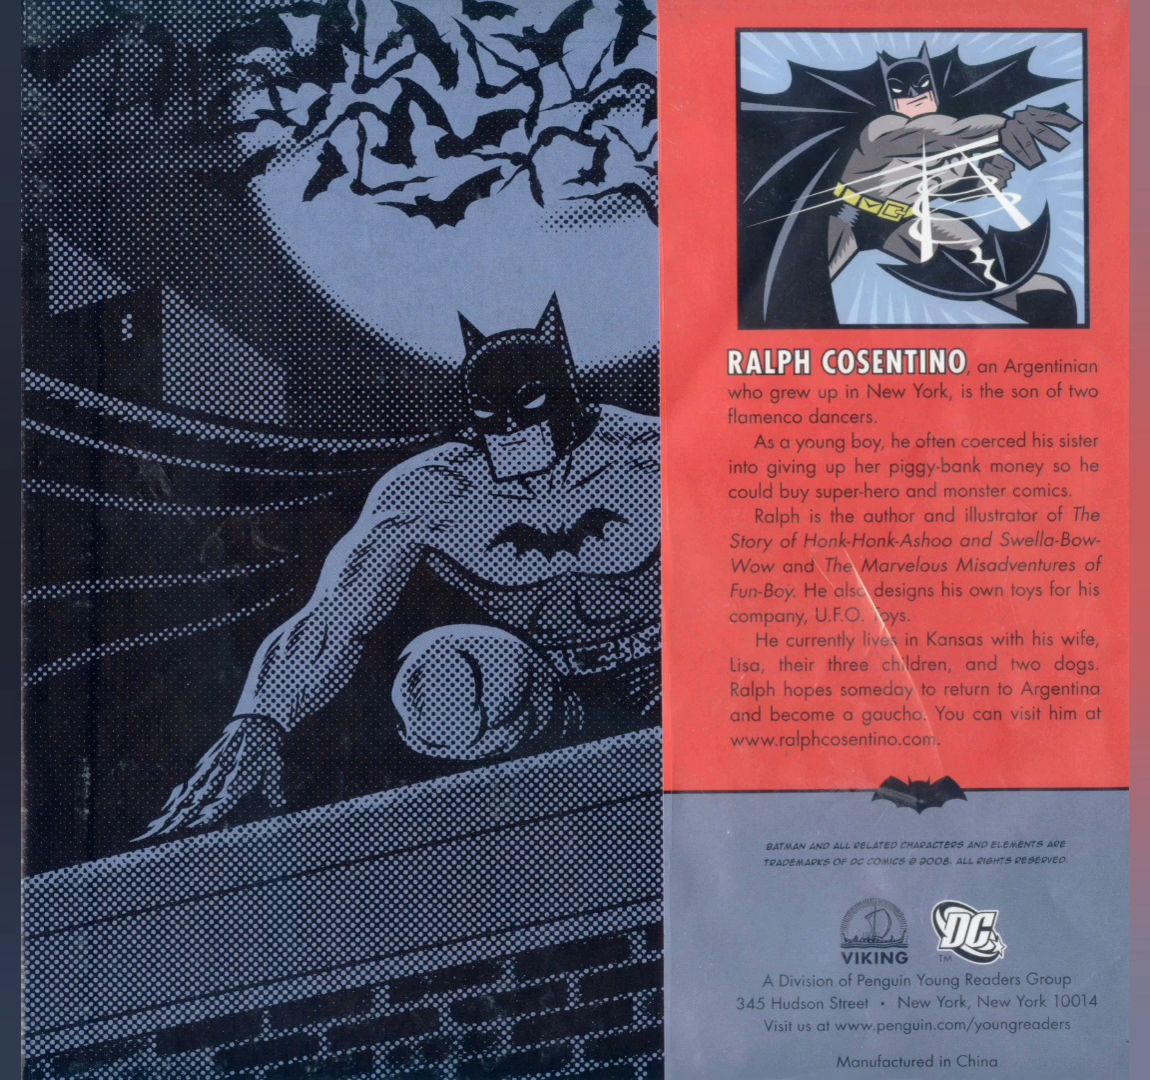 RALPH COSENTINO, an Argentinian
who grew up in New York, is the son of two
flamenco dancers.
As a young boy, he often coerced his sister
into giving up her piggy-bank money so he
could buy super-hero and monster comics.
Ralph is the author and illustrator of The
Story of Honk-Honk-Ashoo and Swella-Bow-
Wow and The Marvelous Misadventures of
Fun-Boy. He also designs his own toys for his
company, U.F.O. Toys.
He currently lives in Kansas with his wife,
Lisa, their three children, and two dogs.
Ralph hopes someday to return to Argentina
and become a gaucho. You can visit him at
www.ralphcosentino.com.
BATMAN AND ALL RELATED CHARACTERS AND ELEMENTS ARE
TRADEMARKS OF DC COMICS © 2008. ALL RIGHTS RESERVED.
VIKING
DC
TM
A Division of Penguin Young Readers Group
345 Hudson Street • New York, New York 10014
Visit us at www.penguin.com/youngreaders
Manufactured in China